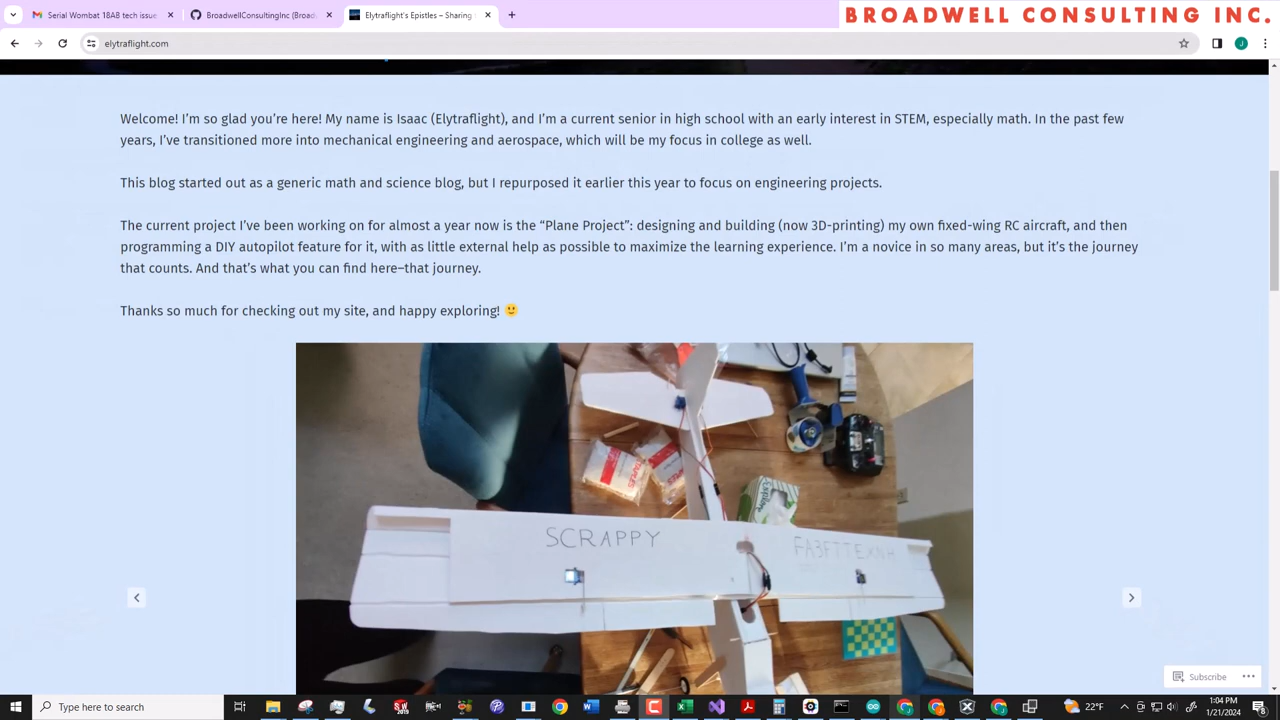 Serial Wombat 18AB tech issue
BroadwellConsultingInc (Broad
Elytraflight's Epistles – Sharing
BROADWELL CONSULTING INC.
elytraflight.com
J
Welcome! I'm so glad you're here! My name is Isaac (Elytraflight), and I'm a current senior in high school with an early interest in STEM, especially math. In the past few
years, I've transitioned more into mechanical engineering and aerospace, which will be my focus in college as well.
This blog started out as a generic math and science blog, but I repurposed it earlier this year to focus on engineering projects.
The current project I've been working on for almost a year now is the “Plane Project”: designing and building (now 3D-printing) my own fixed-wing RC aircraft, and then
programming a DIY autopilot feature for it, with as little external help as possible to maximize the learning experience. I'm a novice in so many areas, but it's the journey
that counts. And that's what you can find here–that journey.
Thanks so much for checking out my site, and happy exploring! 🙂
explore
SCRAPPY
Subscribe
Type here to search
22°F
1:04 PM
1/21/2024